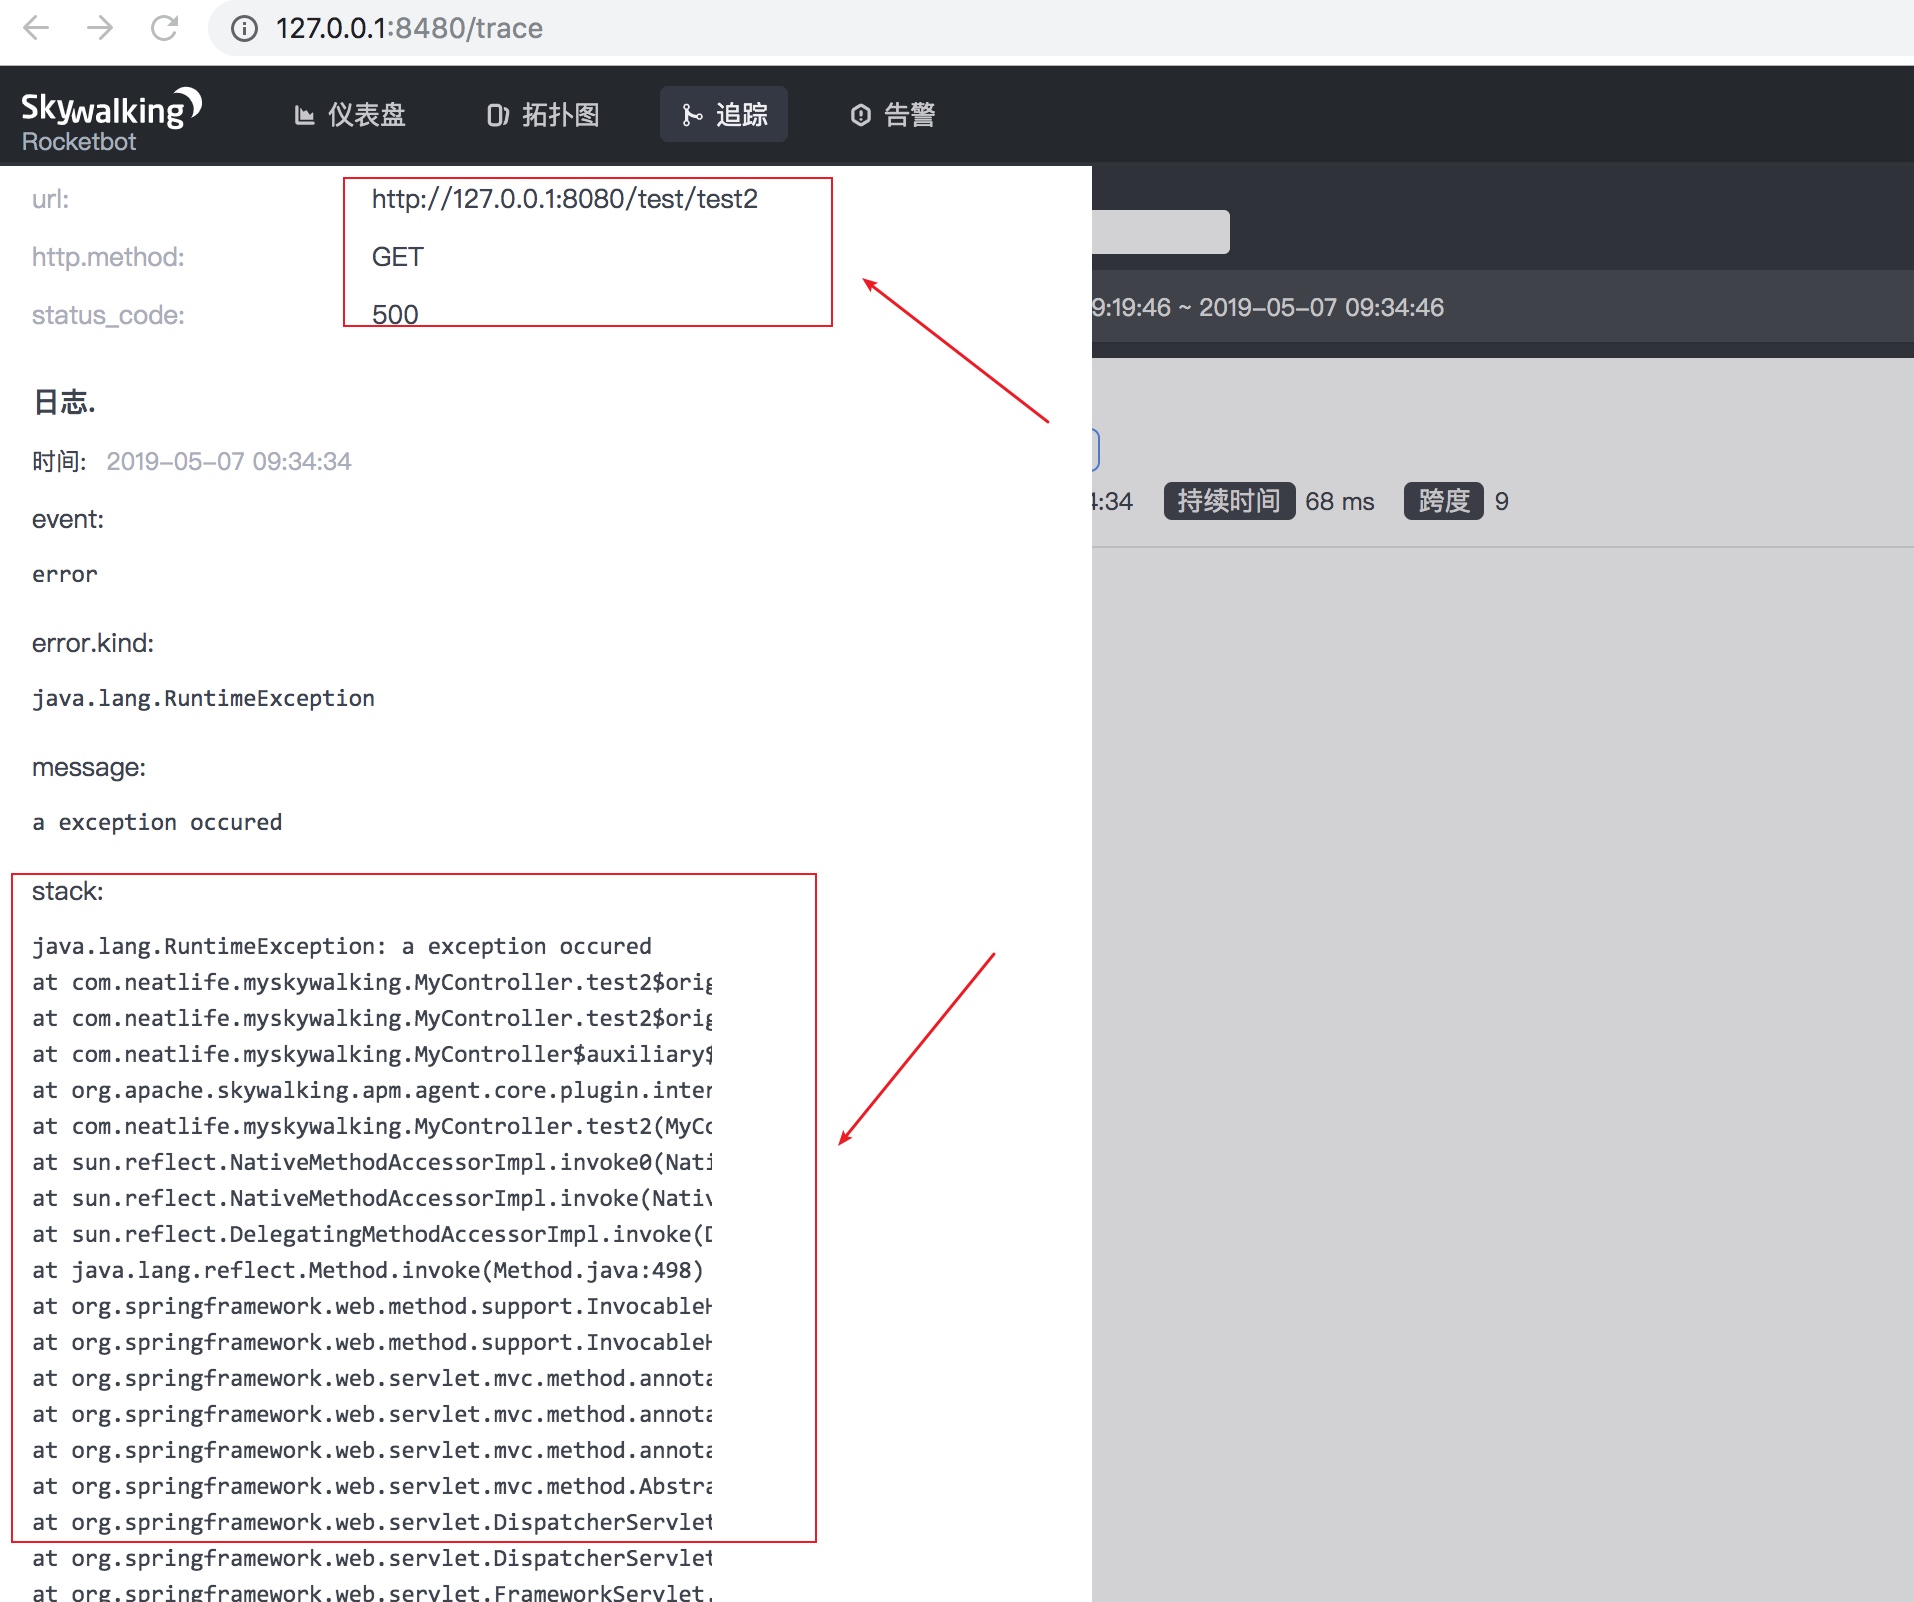 127.0.0.1:8480/trace
Skywalking
Rocketbot
仪表盘
拓扑图
追踪
告警
url: http://127.0.0.1:8080/test/test2
http.method: GET
status_code: 500
9:19:46 ~ 2019-05-07 09:34:46
日志.
时间: 2019-05-07 09:34:34
4:34 持续时间 68 ms 跨度 9
event:
error
error.kind:
java.lang.RuntimeException
message:
a exception occured
stack:
java.lang.RuntimeException: a exception occured
at com.neatlife.myskywalking.MyController.test2$orig
at com.neatlife.myskywalking.MyController.test2$orig
at com.neatlife.myskywalking.MyController$auxiliary$
at org.apache.skywalking.apm.agent.core.plugin.inter
at com.neatlife.myskywalking.MyController.test2(MyCo
at sun.reflect.NativeMethodAccessorImpl.invoke0(Nati
at sun.reflect.NativeMethodAccessorImpl.invoke(Nativ
at sun.reflect.DelegatingMethodAccessorImpl.invoke(D
at java.lang.reflect.Method.invoke(Method.java:498)
at org.springframework.web.method.support.InvocableH
at org.springframework.web.method.support.InvocableH
at org.springframework.web.servlet.mvc.method.annota
at org.springframework.web.servlet.mvc.method.annota
at org.springframework.web.servlet.mvc.method.annota
at org.springframework.web.servlet.mvc.method.Abstra
at org.springframework.web.servlet.DispatcherServlet
at org.springframework.web.servlet.DispatcherServlet
at org.springframework.web.servlet.FrameworkServlet.